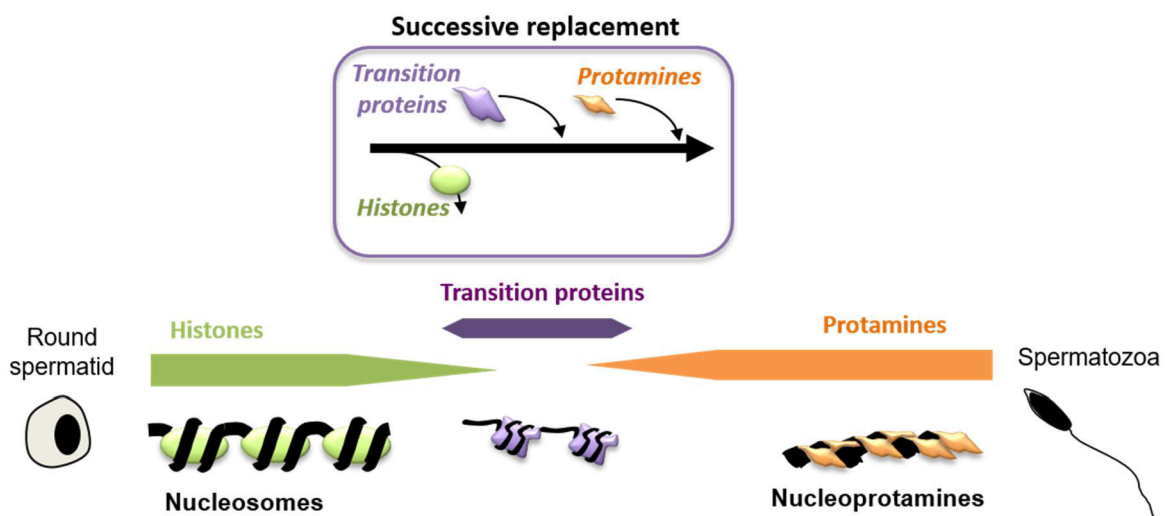 Successive replacement
Transition
proteins
Protamines
Histones
Transition proteins
Histones
Protamines
Round
spermatid
Spermatozoa
Nucleosomes
Nucleoprotamines